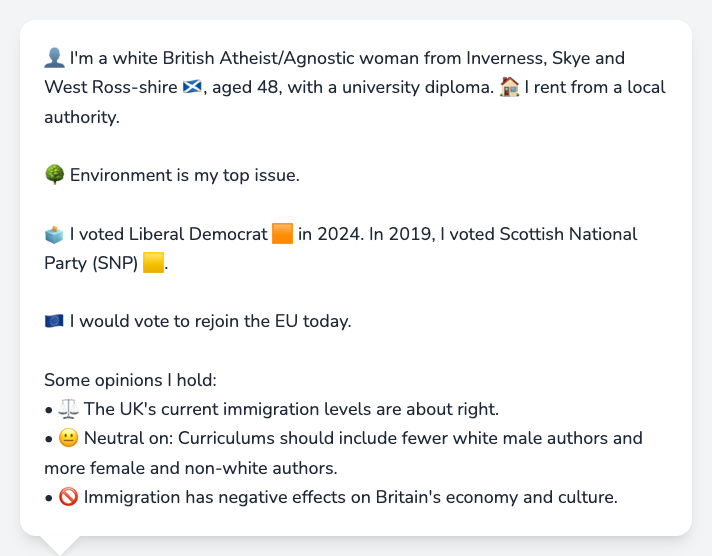 👤 I'm a white British Atheist/Agnostic woman from Inverness, Skye and
West Ross-shire 🏴󠁧󠁢󠁳󠁣󠁴󠁿, aged 48, with a university diploma. 🏠 I rent from a local
authority.
🌳 Environment is my top issue.
🗳️ I voted Liberal Democrat 🟧 in 2024. In 2019, I voted Scottish National
Party (SNP) 🟨.
🇪🇺 I would vote to rejoin the EU today.
Some opinions I hold:
• ⚖️ The UK's current immigration levels are about right.
• 😐 Neutral on: Curriculums should include fewer white male authors and
more female and non-white authors.
• 🚫 Immigration has negative effects on Britain's economy and culture.